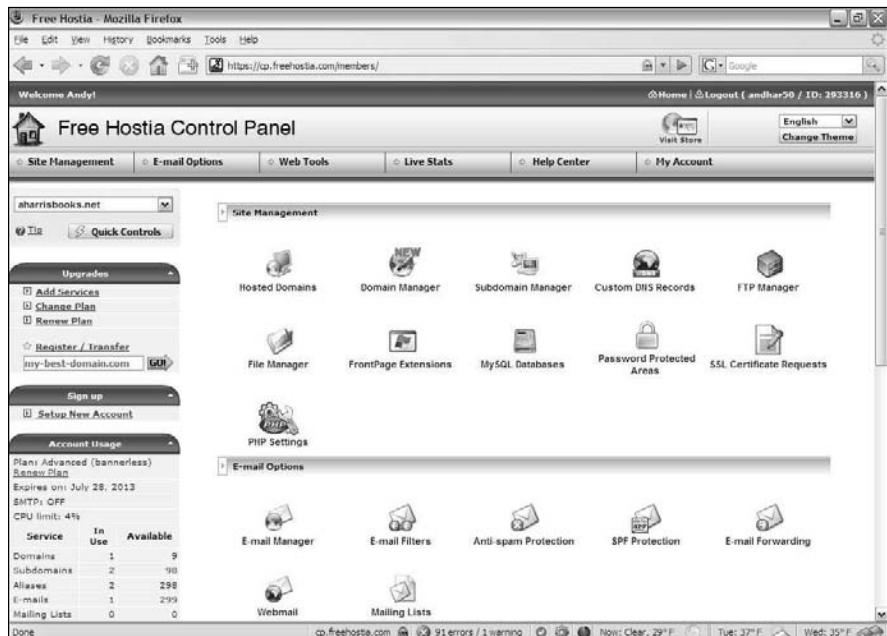 Free Hostia - Mozilla Firefox
File Edit View History Bookmarks Tools Help
https://cp.freehostia.com/members/
Google
Welcome Andy!
Home | Logout ( andhar50 / ID: 293316 )
Free Hostia Control Panel
Visit Store
English
Change Theme
Site Management
E-mail Options
Web Tools
Live Stats
Help Center
My Account
aharrisbooks.net
Tip
Quick Controls
Upgrades
Add Services
Change Plan
Renew Plan
Register / Transfer
my-best-domain.com GO!
Sign up
Setup New Account
Account Usage
Plan: Advanced (bannerless)
Renew Plan
Expires on: July 28, 2013
SMTP: OFF
CPU limit: 4%
Service In Use Available
Domains 1 9
Subdomains 2 98
Aliases 2 298
E-mails 1 299
Mailing Lists 0 0
Site Management
Hosted Domains
NEW
Domain Manager
Subdomain Manager
Custom DNS Records
FTP Manager
File Manager
FrontPage Extensions
MySQL Databases
Password Protected Areas
SSL Certificate Requests
PHP
PHP Settings
E-mail Options
E-mail Manager
E-mail Filters
Anti-spam Protection
SPF
SPF Protection
E-mail Forwarding
Webmail
Mailing Lists
Done
cp.freehostia.com
91 errors / 1 warning
Now: Clear, 29° F
Tue: 37° F
Wed: 35° F